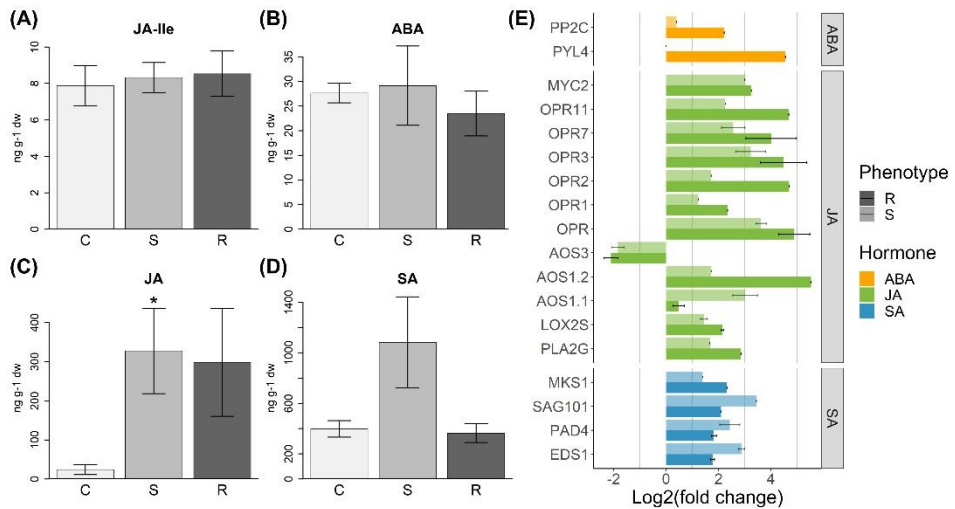 (A)
JA-Ile
ng g-1 dw
10
8
6
4
2
0
C S R
(B)
ABA
ng g-1 dw
35
30
25
20
15
10
5
0
C S R
(C)
JA
ng g-1 dw
400
300
200
100
0
*
C S R
(D)
SA
ng g-1 dw
1400
1000
600
400
200
0
C S R
(E)
PP2C
PYL4
ABA
MYC2
OPR11
OPR7
OPR3
OPR2
OPR1
OPR
AOS3
AOS1.2
AOS1.1
LOX2S
PLA2G
JA
MKS1
SAG101
PAD4
EDS1
SA
-2 0 2 4
Log2(fold change)
Phenotype
R
S
Hormone
ABA
JA
SA